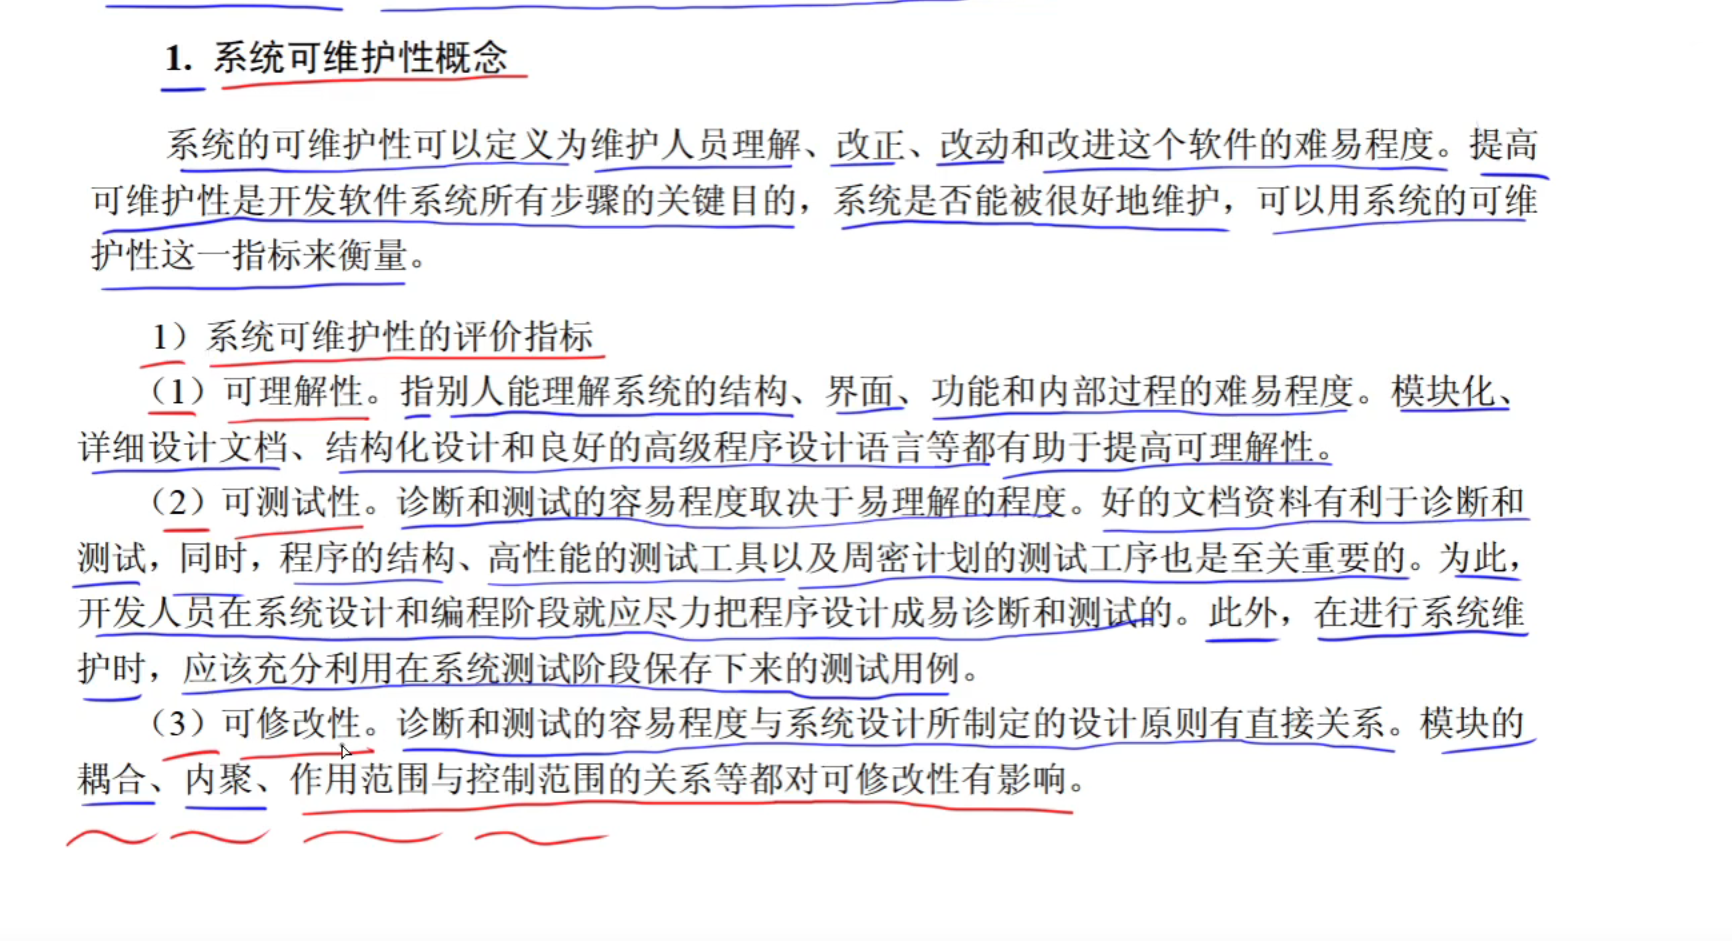 1. 系统可维护性概念
系统的可维护性可以定义为维护人员理解、改正、改动和改进这个软件的难易程度。提高
可维护性是开发软件系统所有步骤的关键目的，系统是否能被很好地维护，可以用系统的可维
护性这一指标来衡量。
1）系统可维护性的评价指标
（1）可理解性。指别人能理解系统的结构、界面、功能和内部过程的难易程度。模块化、
详细设计文档、结构化设计和良好的高级程序设计语言等都有助于提高可理解性。
（2）可测试性。诊断和测试的容易程度取决于易理解的程度。好的文档资料有利于诊断和
测试，同时，程序的结构、高性能的测试工具以及周密计划的测试工序也是至关重要的。为此，
开发人员在系统设计和编程阶段就应尽力把程序设计成易诊断和测试的。此外，在进行系统维
护时，应该充分利用在系统测试阶段保存下来的测试用例。
（3）可修改性。诊断和测试的容易程度与系统设计所制定的设计原则有直接关系。模块的
耦合、内聚、作用范围与控制范围的关系等都对可修改性有影响。